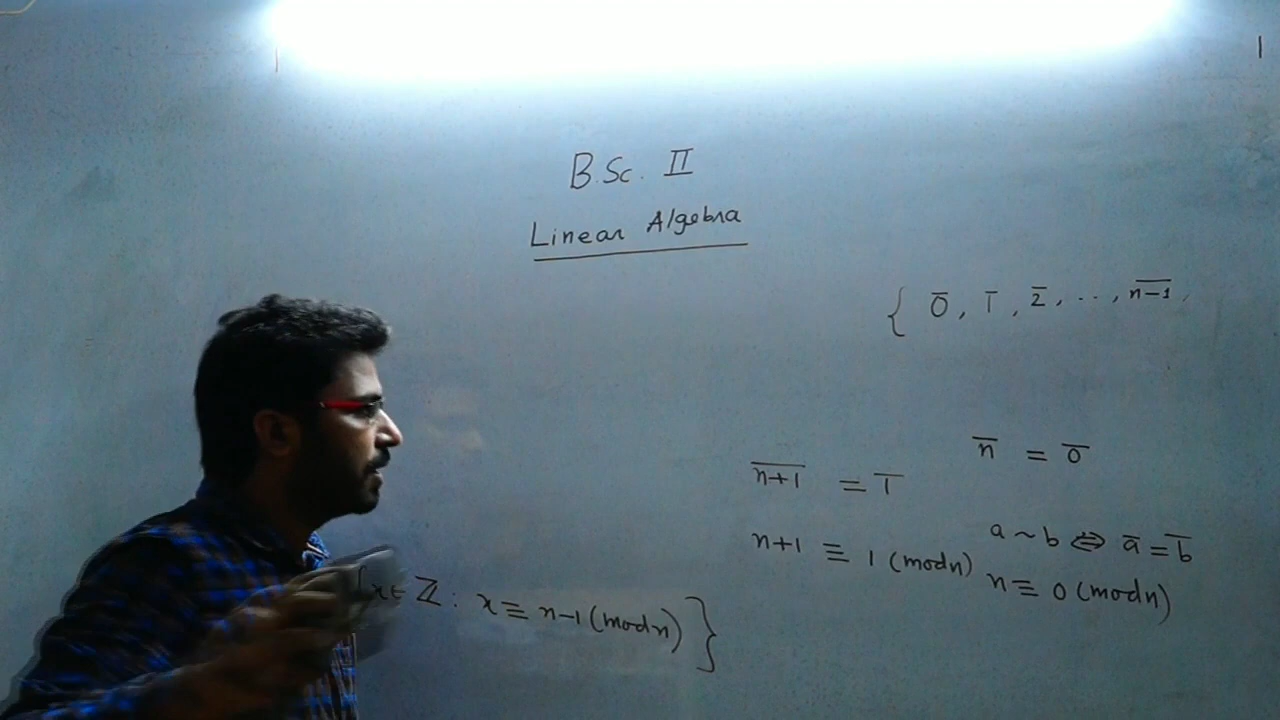 B.Sc. II
Linear Algebra
{ 0̅, 1̅, 2̅, . . . , n̅-̅1̅,
n̅ = 0̅
n̅+̅1̅ = 1̅
a ~ b ⇔ a̅ = b̅
n+1 ≡ 1 (mod n)
n ≡ 0 (mod n)
{x ∈ ℤ : x ≡ n-1 (mod n) }